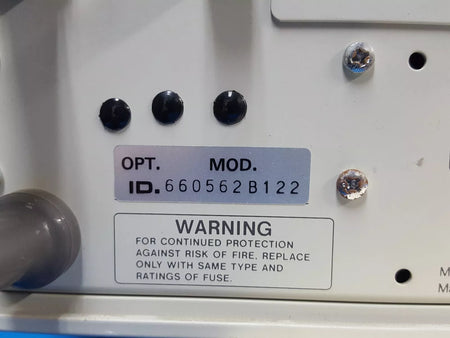 OPT. MOD.
ID. 660562B122
WARNING
FOR CONTINUED PROTECTION
AGAINST RISK OF FIRE, REPLACE
ONLY WITH SAME TYPE AND
RATINGS OF FUSE.